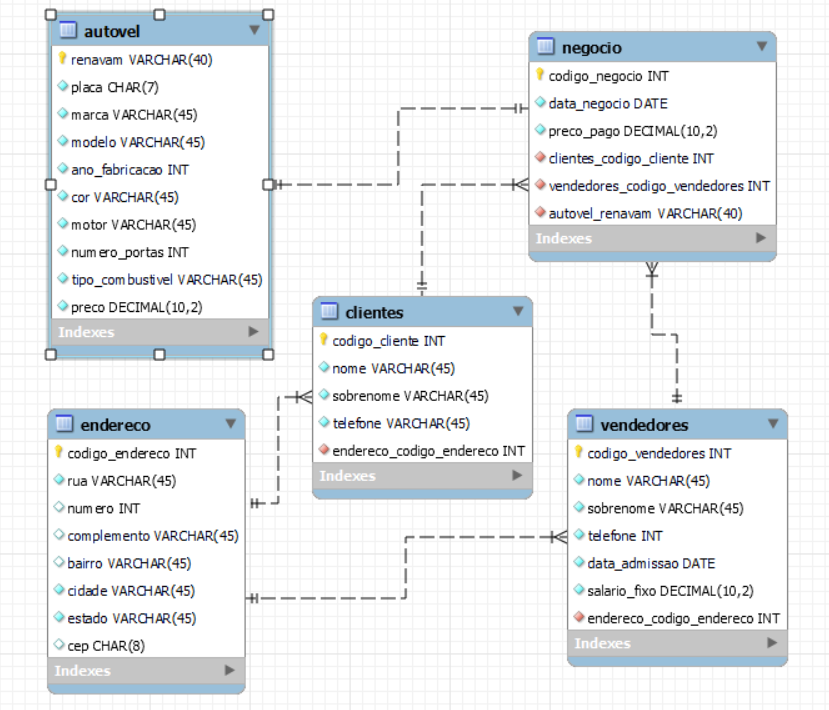 autovel
renavam VARCHAR(40)
placa CHAR(7)
marca VARCHAR(45)
modelo VARCHAR(45)
ano_fabricacao INT
cor VARCHAR(45)
motor VARCHAR(45)
numero_portas INT
tipo_combustivel VARCHAR(45)
preco DECIMAL(10,2)
Indexes
negocio
codigo_negocio INT
data_negocio DATE
preco_pago DECIMAL(10,2)
clientes_codigo_cliente INT
vendedores_codigo_vendedores INT
autovel_renavam VARCHAR(40)
Indexes
clientes
codigo_cliente INT
nome VARCHAR(45)
sobrenome VARCHAR(45)
telefone VARCHAR(45)
endereco_codigo_endereco INT
Indexes
endereco
codigo_endereco INT
rua VARCHAR(45)
numero INT
complemento VARCHAR(45)
bairro VARCHAR(45)
cidade VARCHAR(45)
estado VARCHAR(45)
cep CHAR(8)
Indexes
vendedores
codigo_vendedores INT
nome VARCHAR(45)
sobrenome VARCHAR(45)
telefone INT
data_admissao DATE
salario_fixo DECIMAL(10,2)
endereco_codigo_endereco INT
Indexes